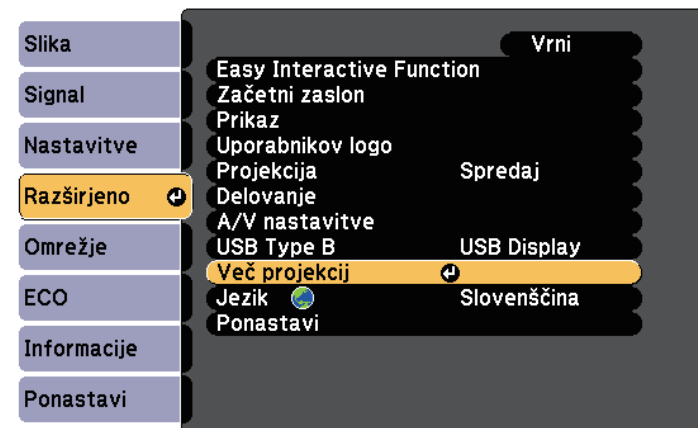 Slika
Signal
Nastavitve
Razširjeno
Omrežje
ECO
Informacije
Ponastavi
Vrni
Easy Interactive Function
Začetni zaslon
Prikaz
Uporabnikov logo
Projekcija Spredaj
Delovanje
A/V nastavitve
USB Type B USB Display
Več projekcij
Jezik Slovenščina
Ponastavi